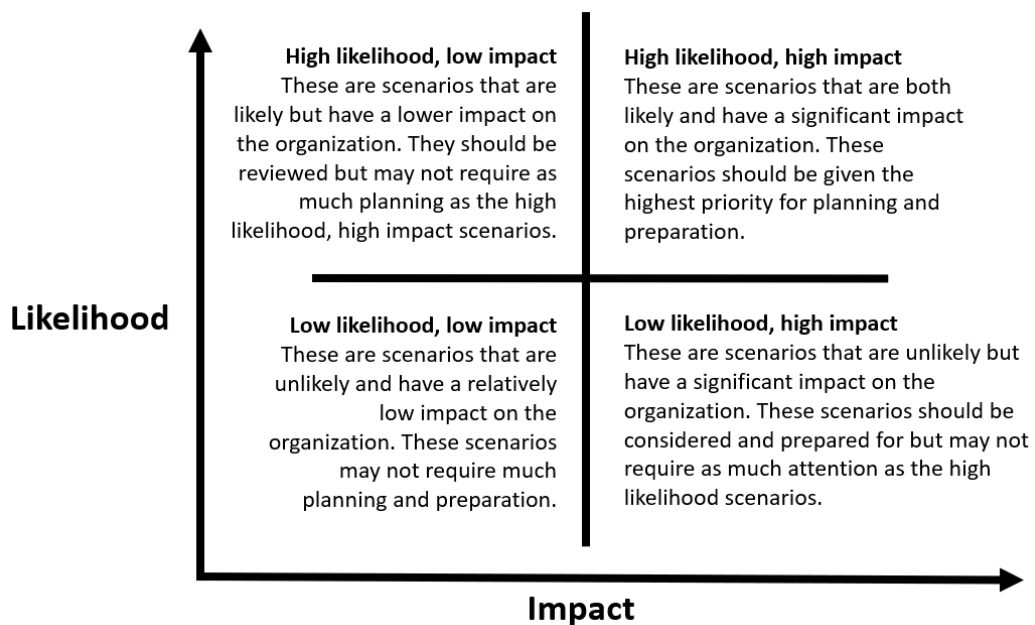 High likelihood, low impact
These are scenarios that are
likely but have a lower impact on
the organization. They should be
reviewed but may not require as
much planning as the high
likelihood, high impact scenarios.
High likelihood, high impact
These are scenarios that are both
likely and have a significant impact
on the organization. These
scenarios should be given the
highest priority for planning and
preparation.
Likelihood
Low likelihood, low impact
These are scenarios that are
unlikely and have a relatively
low impact on the
organization. These scenarios
may not require much
planning and preparation.
Low likelihood, high impact
These are scenarios that are unlikely but
have a significant impact on the
organization. These scenarios should be
considered and prepared for but may not
require as much attention as the high
likelihood scenarios.
Impact